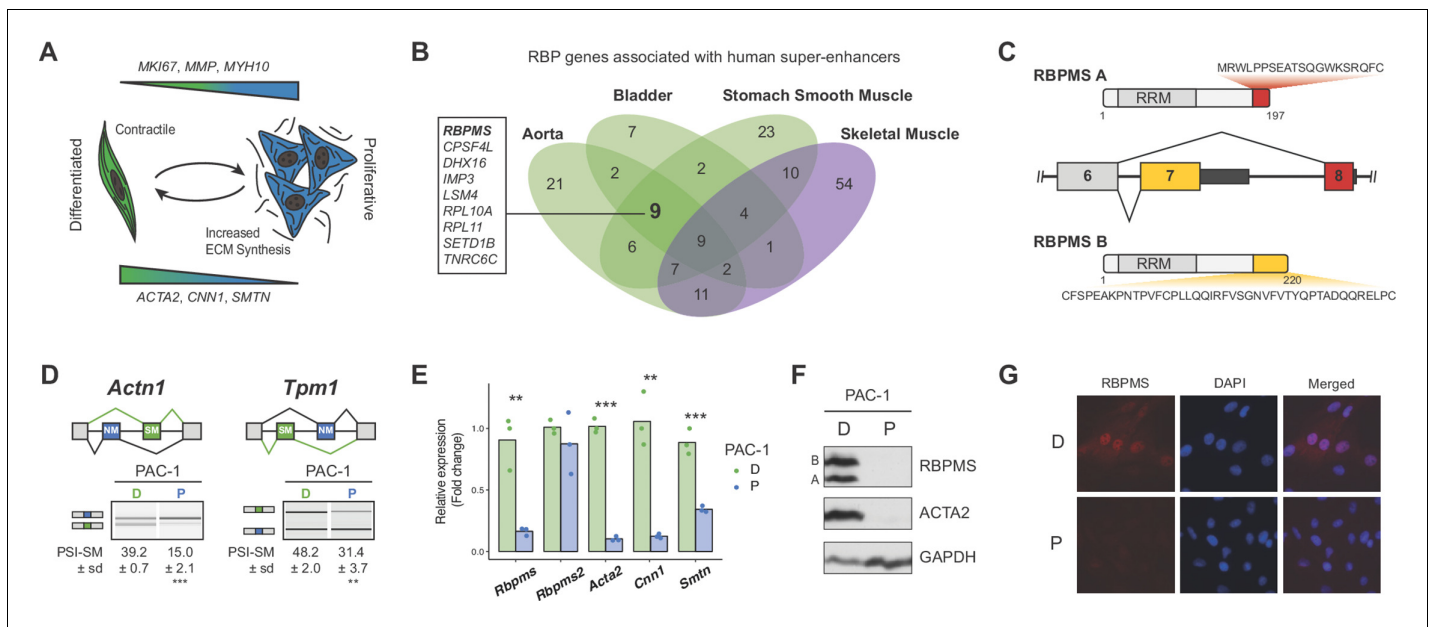 A
MKI67, MMP, MYH10
Contractile
Differentiated
Proliferative
Increased
ECM Synthesis
ACTA2, CNN1, SMTN
B
RBP genes associated with human super-enhancers
Bladder
Stomach Smooth Muscle
Aorta
Skeletal Muscle
RBPMS
CPSF4L
DHX16
IMP3
LSM4
RPL10A
RPL11
SETD1B
TNRC6C
7
23
21
2
2
10
54
9
4
6
9
1
7
2
11
C
MRWLPPSEATSQGWKSRQFC
RBPMS A
RRM
1
197
6
7
8
RBPMS B
RRM
1
220
CFSPEAKPNTPVFCPLLQQIRFVSGNVFVTYQPTADQQRELPC
D
Actn1
NM
SM
PAC-1
D
P
PSI-SM
39.2
15.0
± sd
± 0.7
± 2.1
***
Tpm1
SM
NM
PAC-1
D
P
PSI-SM
48.2
31.4
± sd
± 2.0
± 3.7
**
E
Relative expression
(Fold change)
1.0
0.5
0.0
**
***
**
***
PAC-1
D
P
Rbpms
Rbpms2
Acta2
Cnn1
Smtn
F
PAC-1
D
P
B
A
RBPMS
ACTA2
GAPDH
G
RBPMS
DAPI
Merged
D
P